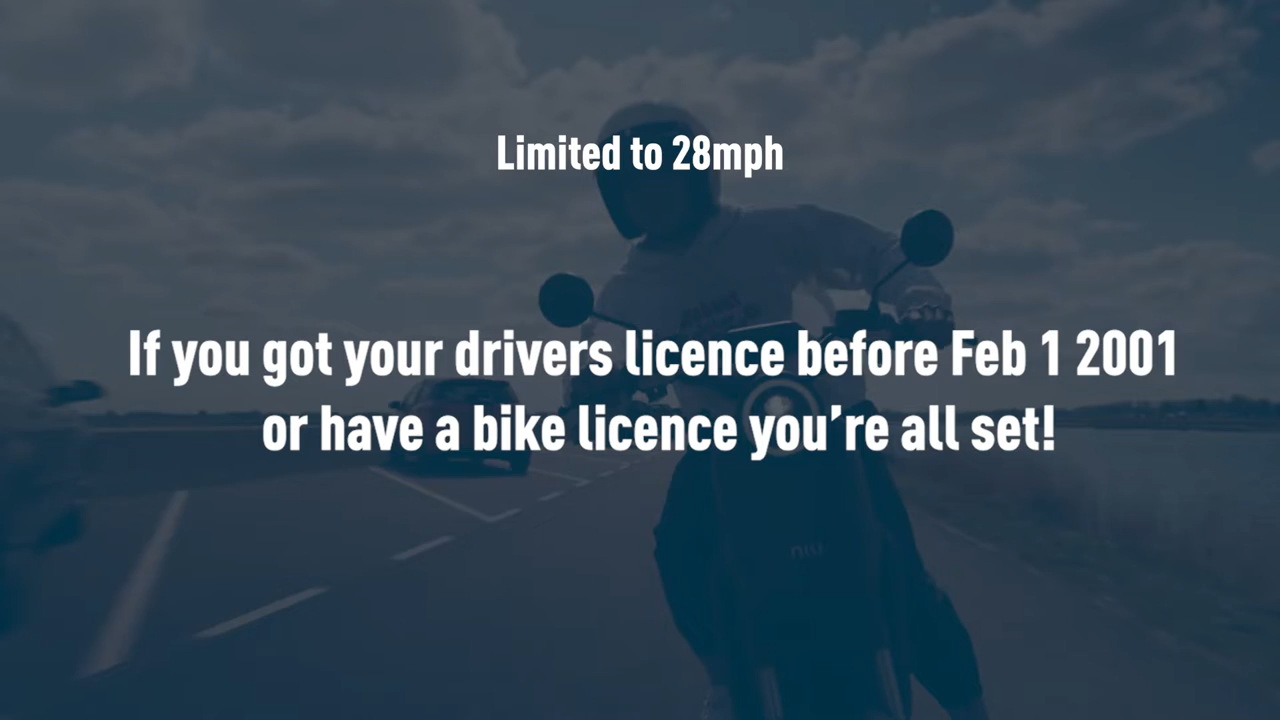 Limited to 28mph
If you got your drivers licence before Feb 1 2001
or have a bike licence you’re all set!
niu